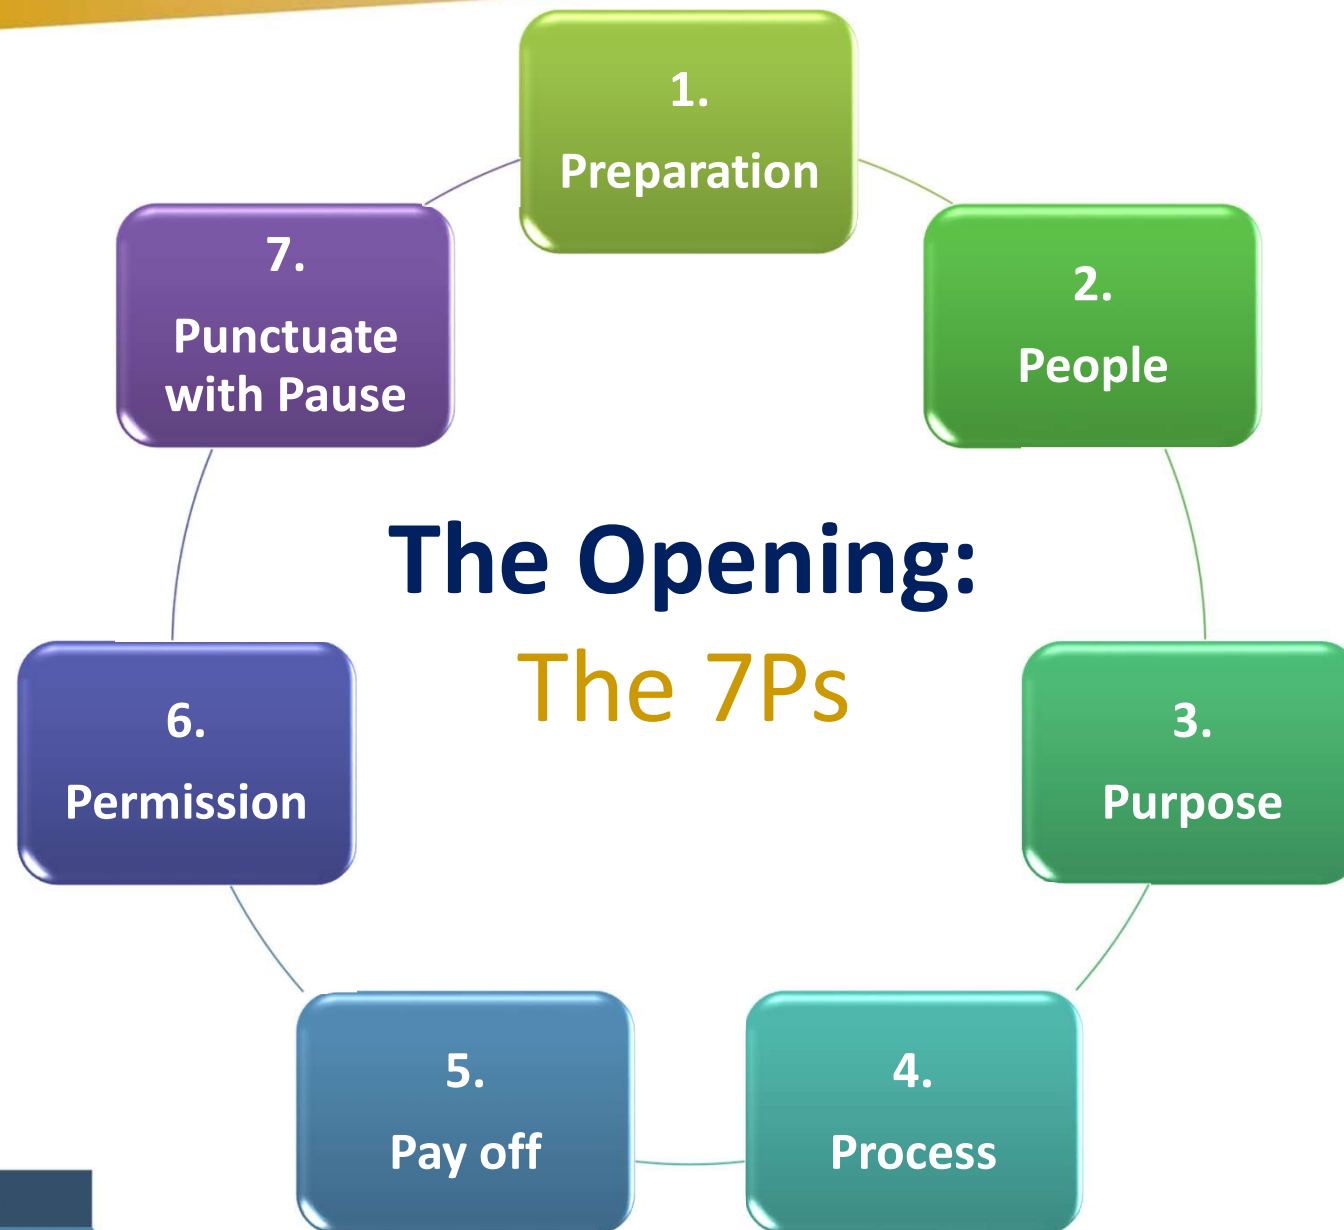 1.
Preparation
2.
People
3.
Purpose
4.
Process
5.
Pay off
6.
Permission
7.
Punctuate
with Pause
The Opening:
The 7Ps